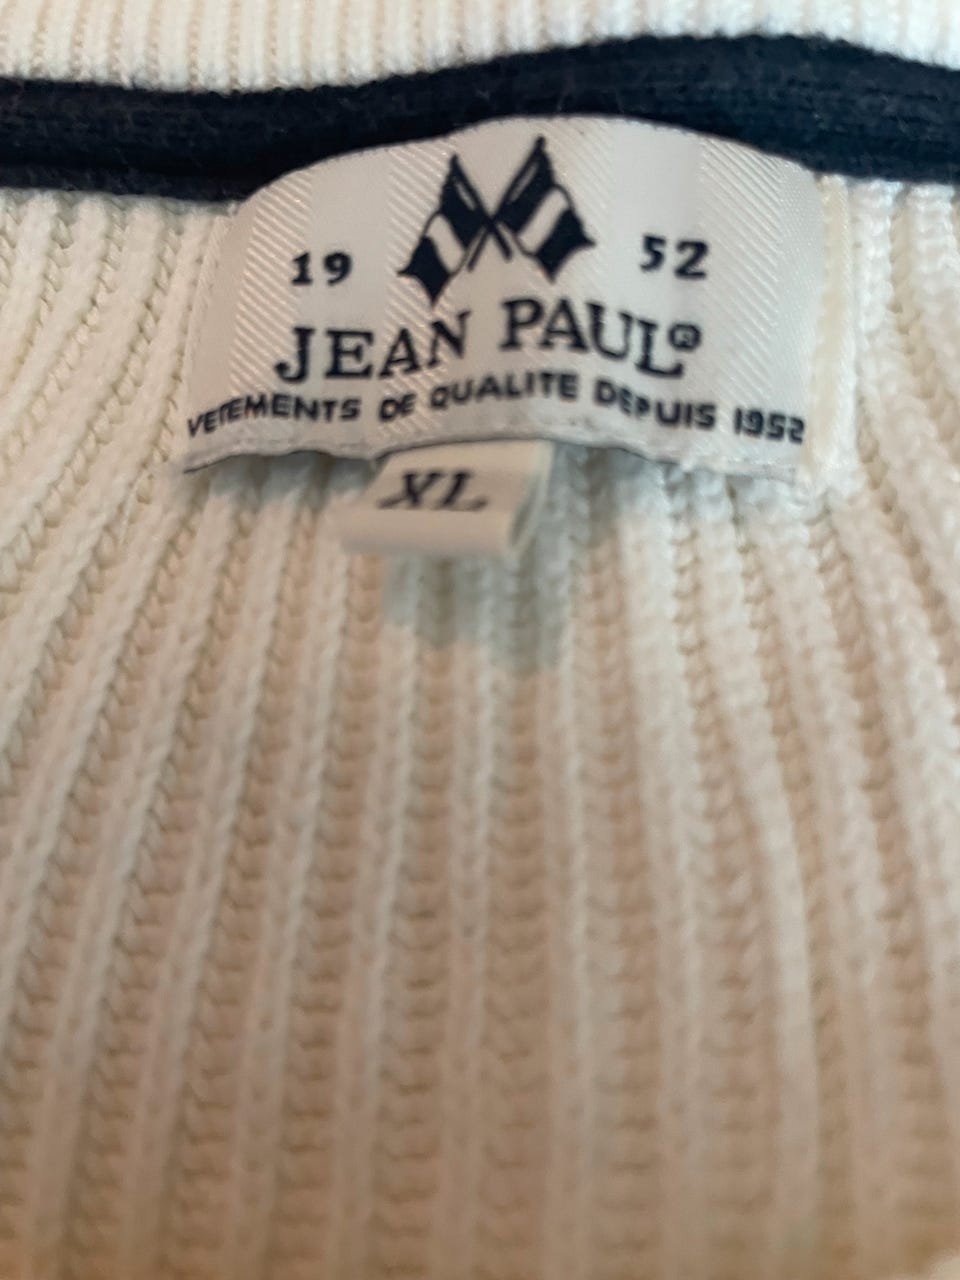 19 52
JEAN PAUL®
VETEMENTS DE QUALITE DEPUIS 1952
XL